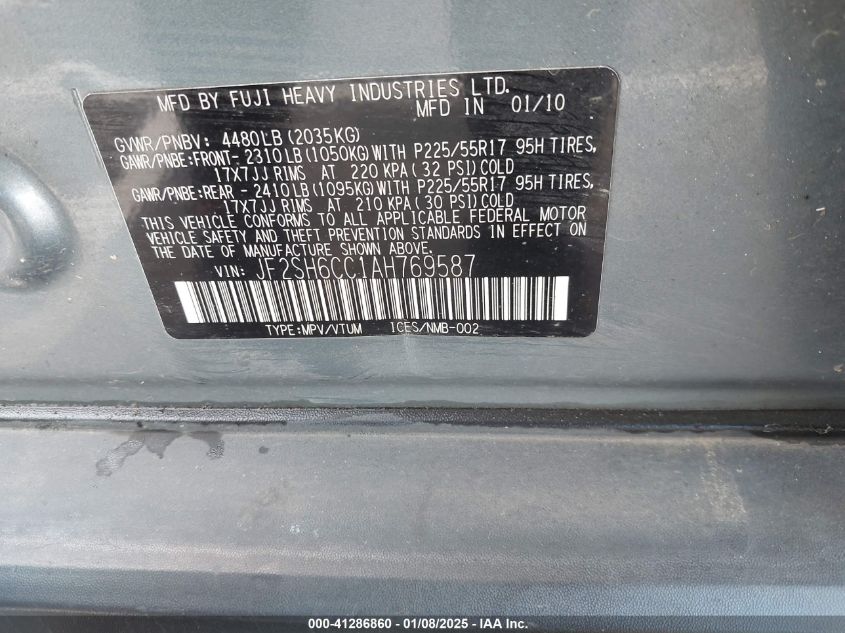 MFD BY FUJI HEAVY INDUSTRIES LTD.
MFD IN 01/10
GVWR/PNBV: 4480LB(2035KG)
GAWR/PNBE:FRONT-2310LB(1050KG)WITH P225/55R17 95H TIRES,
17X7JJ RIMS AT 220 KPA(32 PSI)COLD
GAWR/PNBE:REAR -2410LB(1095KG)WITH P225/55R17 95H TIRES,
17X7JJ RIMS AT 210 KPA(30 PSI)COLD
THIS VEHICLE CONFORMS TO ALL APPLICABLE FEDERAL MOTOR
VEHICLE SAFETY AND THEFT PREVENTION STANDARDS IN EFFECT ON
THE DATE OF MANUFACTURE SHOWN ABOVE.
VIN: JF2SH6CC1AH769587
TYPE:MPV/VTUM ICES/NMB-002
000-41286860 - 01/08/2025 - IAA Inc.